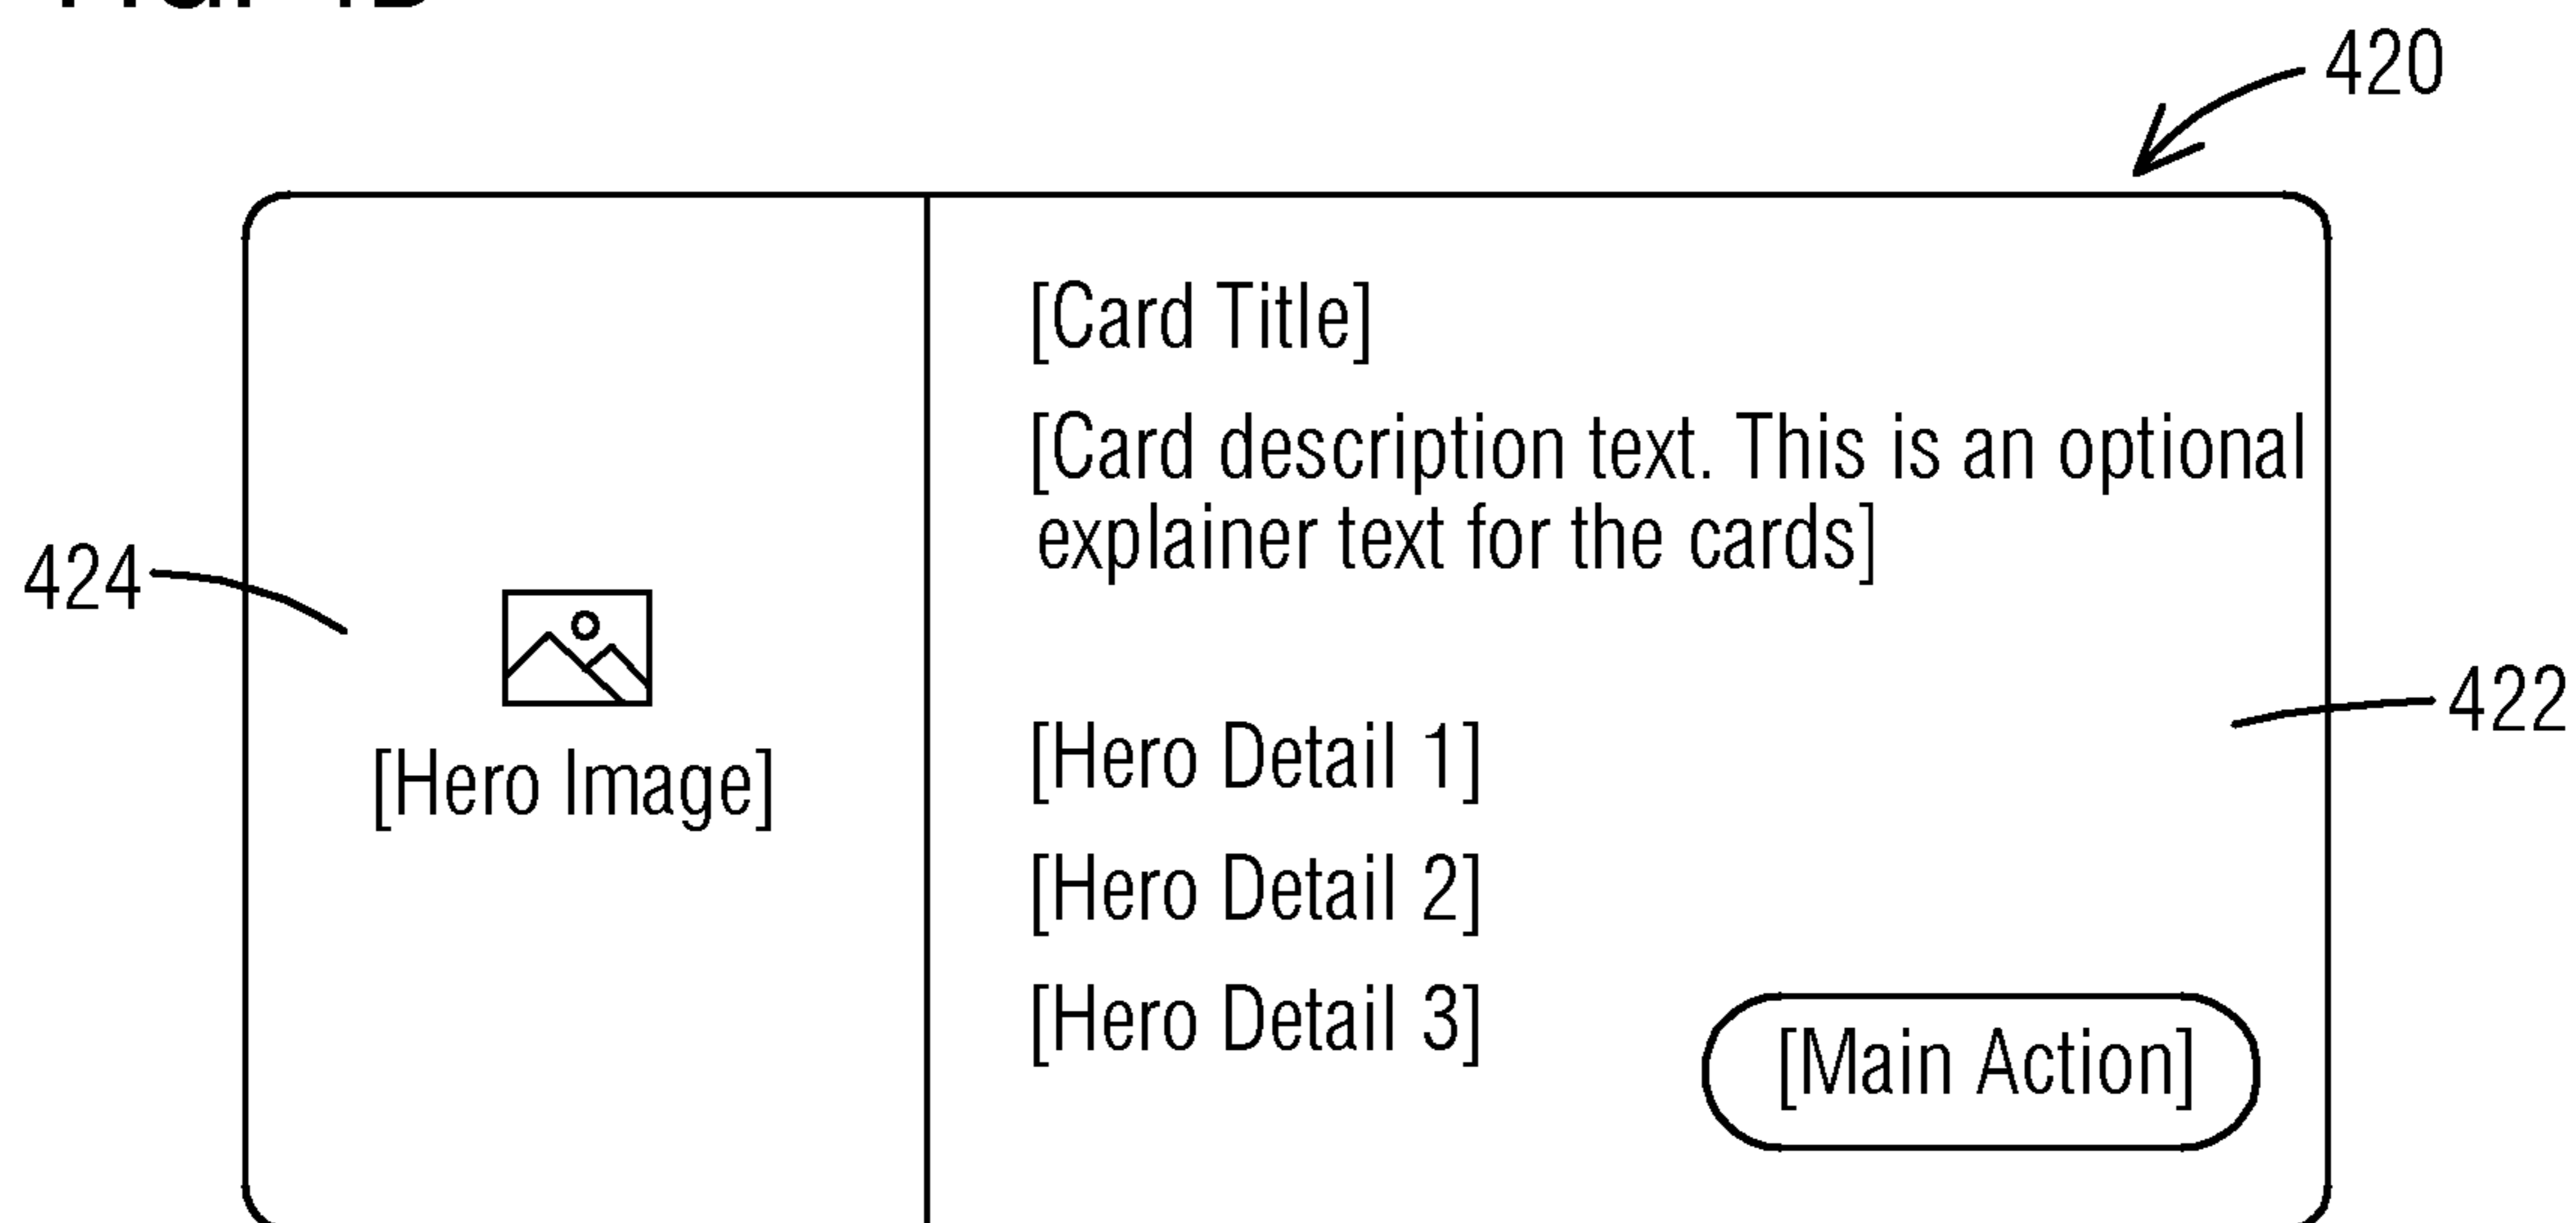 420
[Card Title]
[Card description text. This is an optional
explainer text for the cards]
424
[Hero Image]
422
[Hero Detail 1]
[Hero Detail 2]
[Hero Detail 3]
[Main Action]